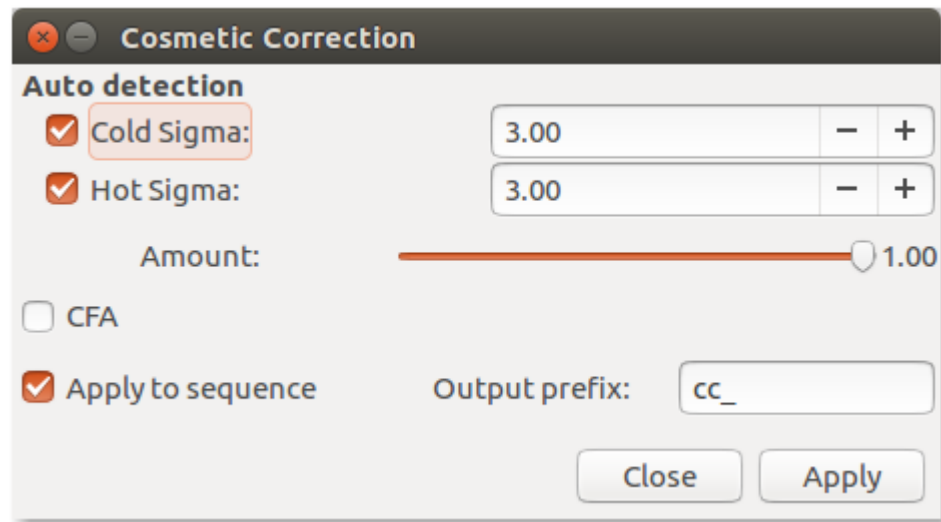 Cosmetic Correction
Auto detection
Cold Sigma: 3.00
Hot Sigma: 3.00
Amount: 1.00
CFA
Apply to sequence Output prefix: cc_
Close Apply